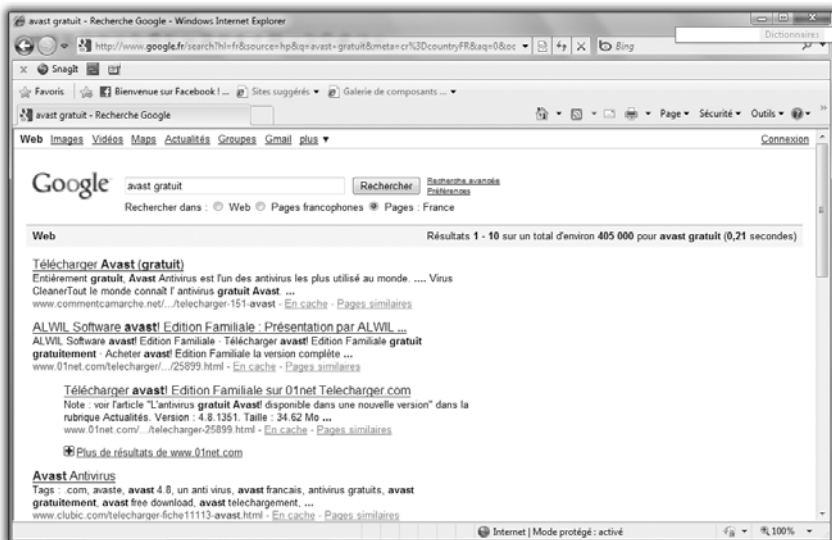 avast gratuit - Recherche Google - Windows Internet Explorer
http://www.google.fr/search?hl=fr&source=hp&q=avast+gratuit&meta=cr%3DcountryFR&aq=0&oc
Bing
Dictionnaires
x Snagit
Favoris Bienvenue sur Facebook ! ... Sites suggérés Galerie de composants ...
avast gratuit - Recherche Google
Page Sécurité Outils »
Web Images Vidéos Maps Actualités Groupes Gmail plus ▼ Connexion
Google avast gratuit Rechercher Recherche avancée
Préférences
Rechercher dans : Web Pages francophones Pages : France
Web Résultats 1 - 10 sur un total d'environ 405 000 pour avast gratuit (0,21 secondes)
Télécharger Avast (gratuit)
Entièrement gratuit, Avast Antivirus est l'un des antivirus les plus utilisé au monde. .... Virus
CleanerTout le monde connaît l' antivirus gratuit Avast. ...
www.commentcamarche.net/.../telecharger-151-avast - En cache - Pages similaires
ALWIL Software avast! Edition Familiale : Présentation par ALWIL ...
ALWIL Software avast! Edition Familiale · Télécharger avast! Edition Familiale gratuit
gratuitement · Acheter avast! Edition Familiale la version complète ...
www.01net.com/telecharger/.../25899.html - En cache - Pages similaires
Télécharger avast! Edition Familiale sur 01net Telecharger.com
Note : voir l'article "L'antivirus gratuit Avast! disponible dans une nouvelle version" dans la
rubrique Actualités. Version : 4.8.1351. Taille : 34.62 Mo ...
www.01net.com/.../telecharger-25899.html - En cache - Pages similaires
Plus de résultats de www.01net.com
Avast Antivirus
Tags : .com, avaste, avast 4.8, un anti virus, avast francais, antivirus gratuits, avast
gratuitement, avast free download, avast telechargement, ...
www.clubic.com/telecharger-fiche11113-avast.html - En cache - Pages similaires
Internet | Mode protégé : activé 100%